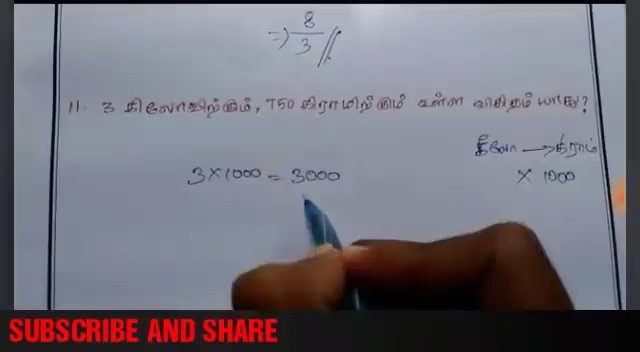 => 8/3 //
11. 3 கிலோவிற்கும், 750 கிராமிற்கும் உள்ள விகிதம் யாது?
கிலோ → கிராம்
3 × 1000 = 3000
× 1000
SUBSCRIBE AND SHARE